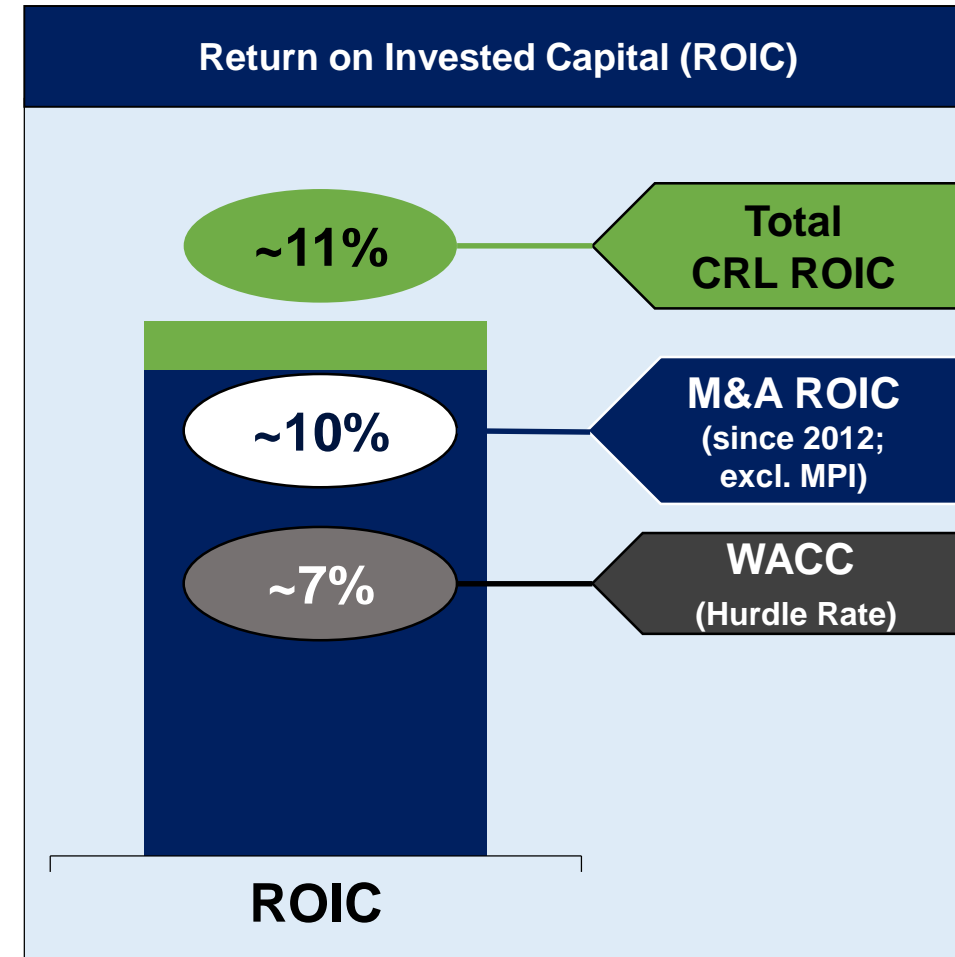 Return on Invested Capital (ROIC)
~11%
Total
CRL ROIC
~10%
M&A ROIC
(since 2012;
excl. MPI)
~7%
WACC
(Hurdle Rate)
ROIC